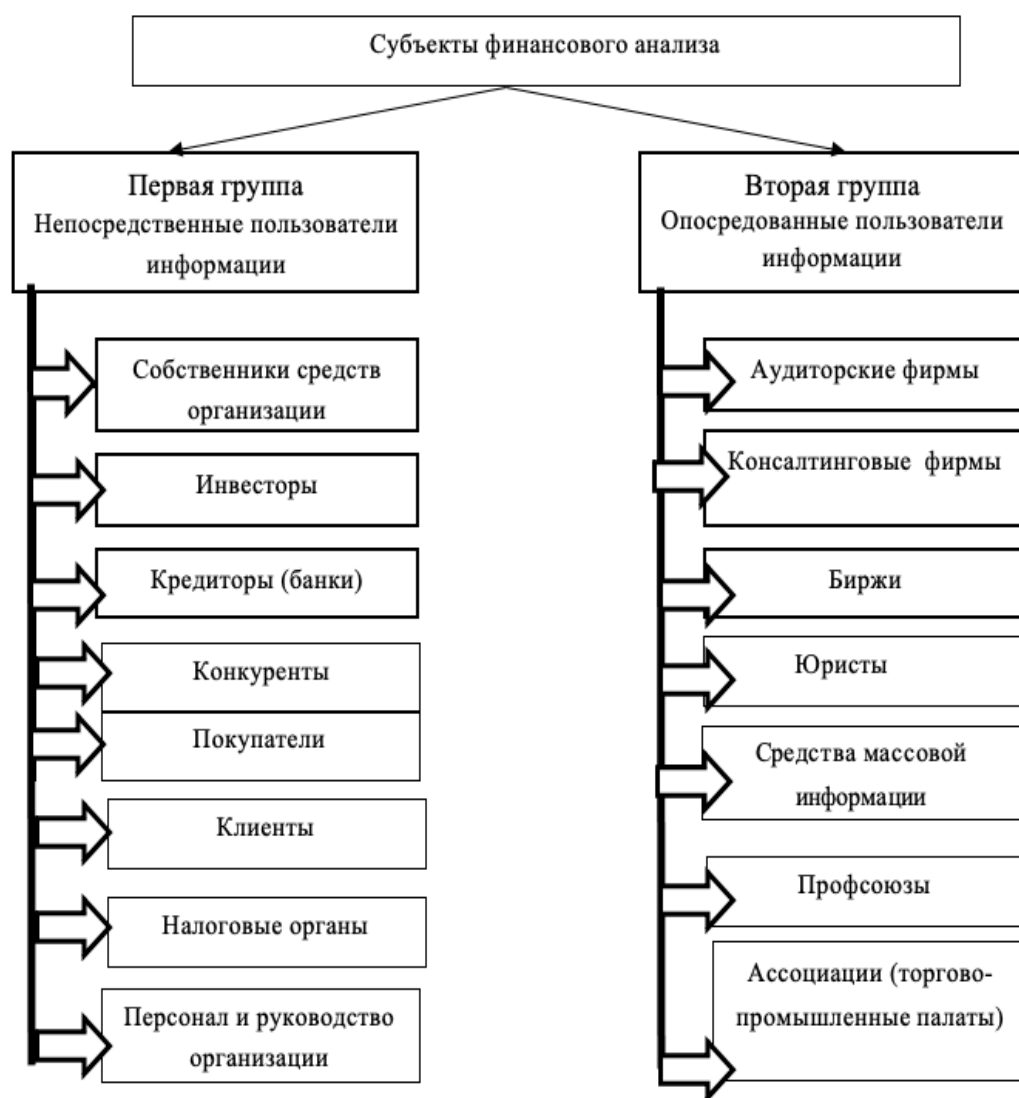 Субъекты финансового анализа
Первая группа
Непосредственные пользователи
информации
Собственники средств
организации
Инвесторы
Кредиторы (банки)
Конкуренты
Покупатели
Клиенты
Налоговые органы
Персонал и руководство
организации
Вторая группа
Опосредованные пользователи
информации
Аудиторские фирмы
Консалтинговые фирмы
Биржи
Юристы
Средства массовой
информации
Профсоюзы
Ассоциации (торгово-
промышленные палаты)